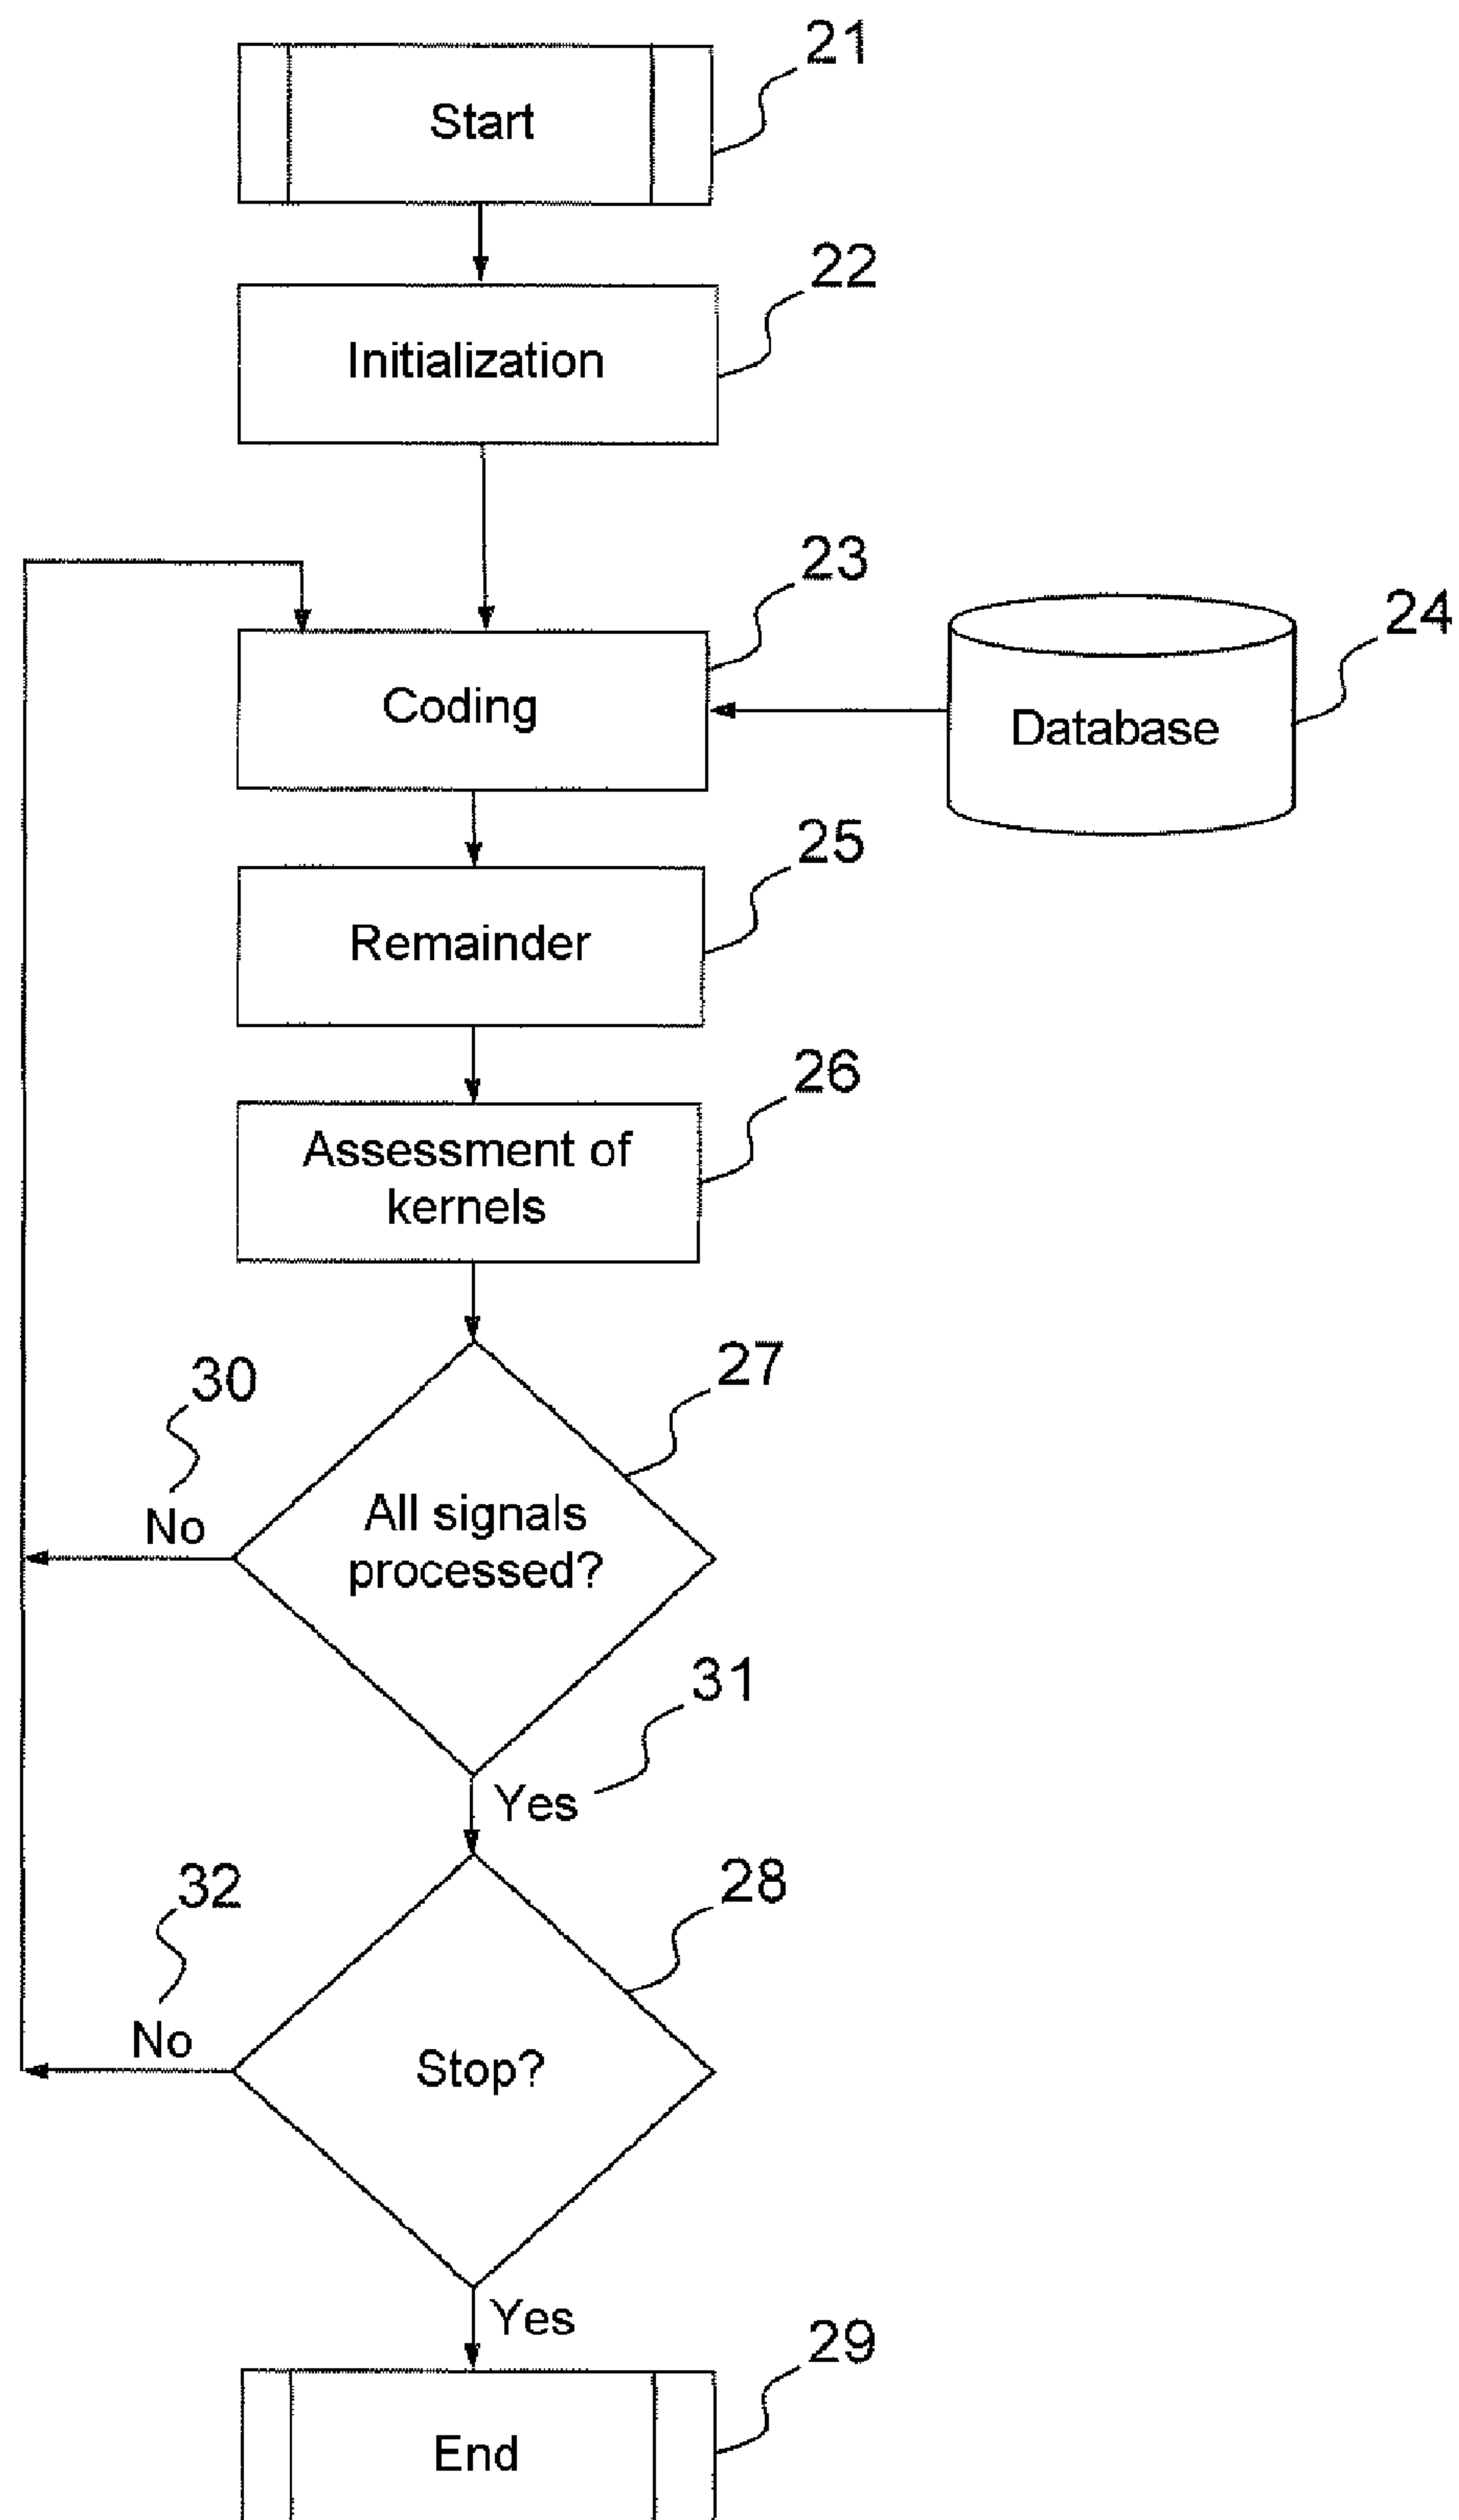 21
Start
22
Initialization
23
24
Coding
Database
25
Remainder
26
Assessment of
kernels
27
30
All signals
No
processed?
31
Yes
32
28
No
Stop?
Yes
29
End